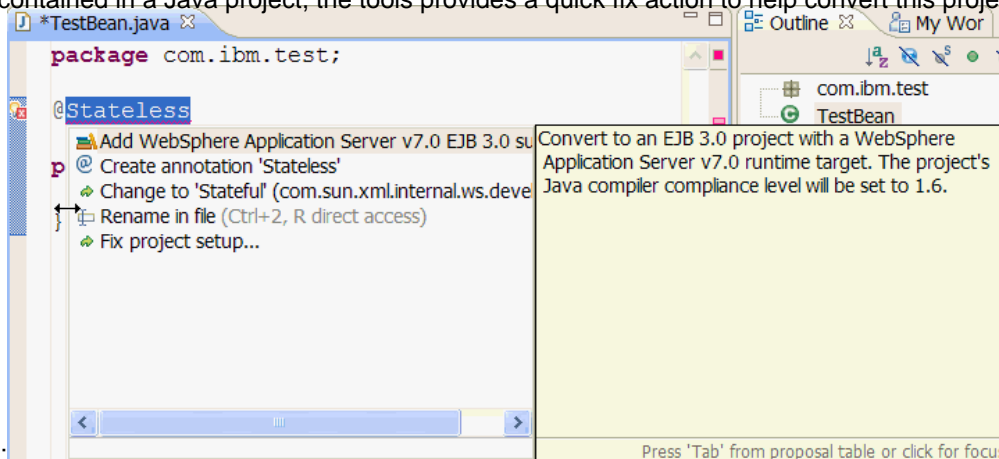 contained in a Java project, the tools provides a quick fix action to help convert this proje
*TestBean.java
Outline
My Wor
package com.ibm.test;
com.ibm.test
@Stateless
TestBean
Add WebSphere Application Server v7.0 EJB 3.0 su
Create annotation 'Stateless'
Change to 'Stateful' (com.sun.xml.internal.ws.deve
Rename in file (Ctrl+2, R direct access)
Fix project setup...
p
}
Convert to an EJB 3.0 project with a WebSphere
Application Server v7.0 runtime target. The project's
Java compiler compliance level will be set to 1.6.
Press 'Tab' from proposal table or click for focus
.